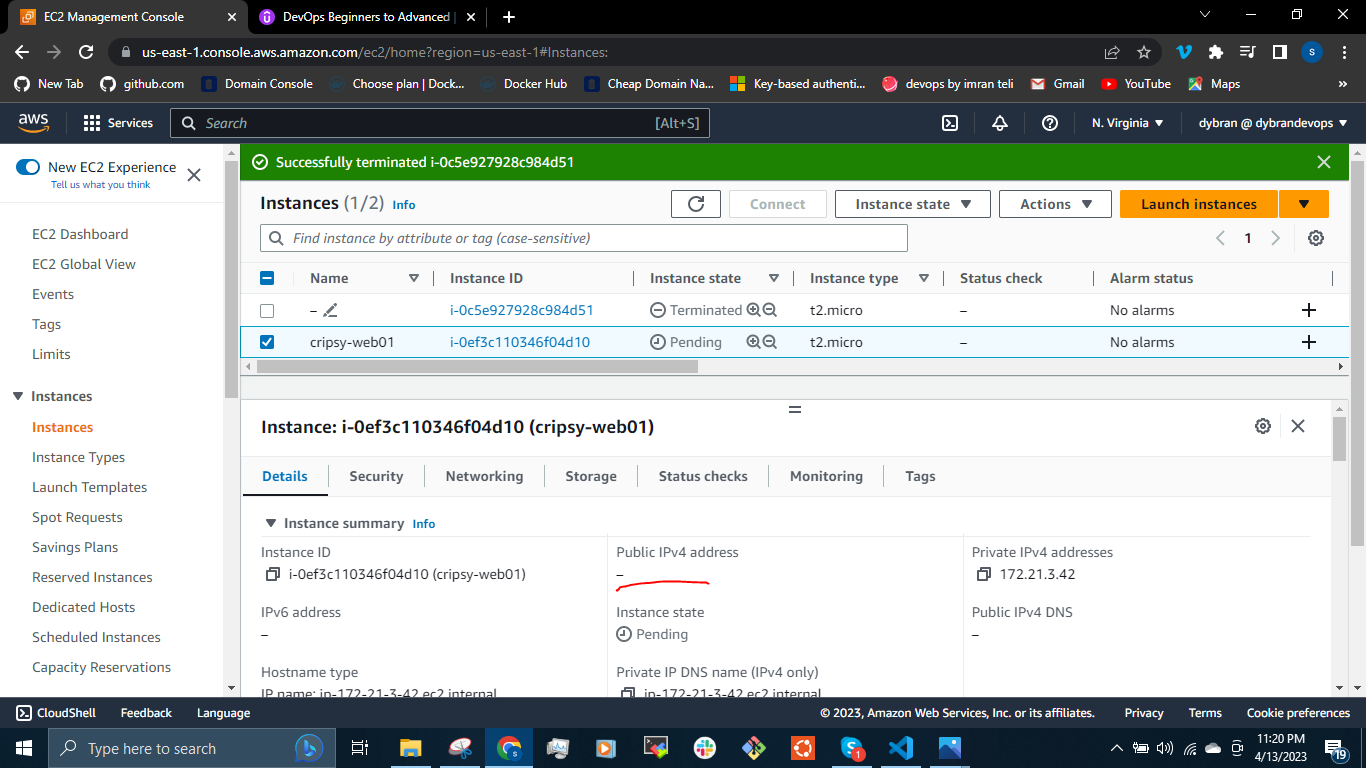 EC2 Management Console
DevOps Beginners to Advanced |
us-east-1.console.aws.amazon.com/ec2/home?region=us-east-1#Instances:
S
New Tab
github.com
Domain Console
Choose plan | Dock...
Docker Hub
Cheap Domain Na...
Key-based authenti...
devops by imran teli
Gmail
YouTube
Maps
»
aws
Services
Search
[Alt+S]
N. Virginia
dybran @ dybrandevops
New EC2 Experience
Tell us what you think
EC2 Dashboard
EC2 Global View
Events
Tags
Limits
Instances
Instances
Instance Types
Launch Templates
Spot Requests
Savings Plans
Reserved Instances
Dedicated Hosts
Scheduled Instances
Capacity Reservations
Successfully terminated i-0c5e927928c984d51
Instances (1/2) Info
Connect
Instance state
Actions
Launch instances
Find instance by attribute or tag (case-sensitive)
1
Name
Instance ID
Instance state
Instance type
Status check
Alarm status
– i-0c5e927928c984d51 Terminated t2.micro – No alarms +
cripsy-web01 i-0ef3c110346f04d10 Pending t2.micro – No alarms +
Instance: i-0ef3c110346f04d10 (cripsy-web01)
Details
Security
Networking
Storage
Status checks
Monitoring
Tags
Instance summary Info
Instance ID
i-0ef3c110346f04d10 (cripsy-web01)
Public IPv4 address
–
Private IPv4 addresses
172.21.3.42
IPv6 address
–
Instance state
Pending
Public IPv4 DNS
–
Hostname type
IP name: ip-172-21-3-42.ec2.internal
Private IP DNS name (IPv4 only)
ip-172-21-3-42.ec2.internal
CloudShell
Feedback
Language
© 2023, Amazon Web Services, Inc. or its affiliates.
Privacy
Terms
Cookie preferences
Type here to search
1
11:20 PM
4/13/2023
19